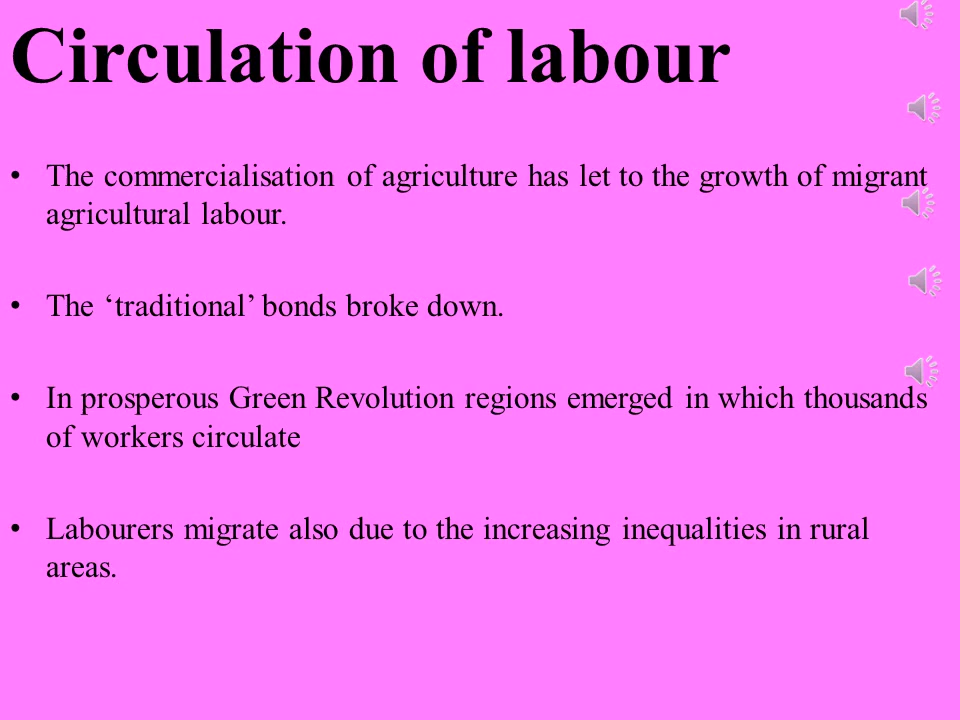 Circulation of labour
• The commercialisation of agriculture has let to the growth of migrant
agricultural labour.
• The ‘traditional’ bonds broke down.
• In prosperous Green Revolution regions emerged in which thousands
of workers circulate
• Labourers migrate also due to the increasing inequalities in rural
areas.